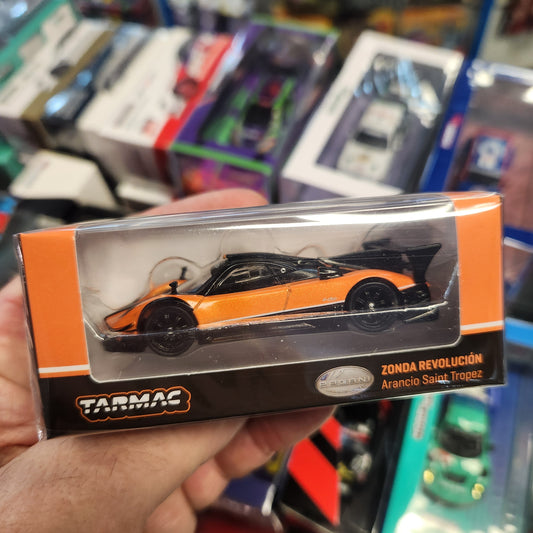 TARMAC
ZONDA REVOLUCIÓN
Arancio Saint Tropez